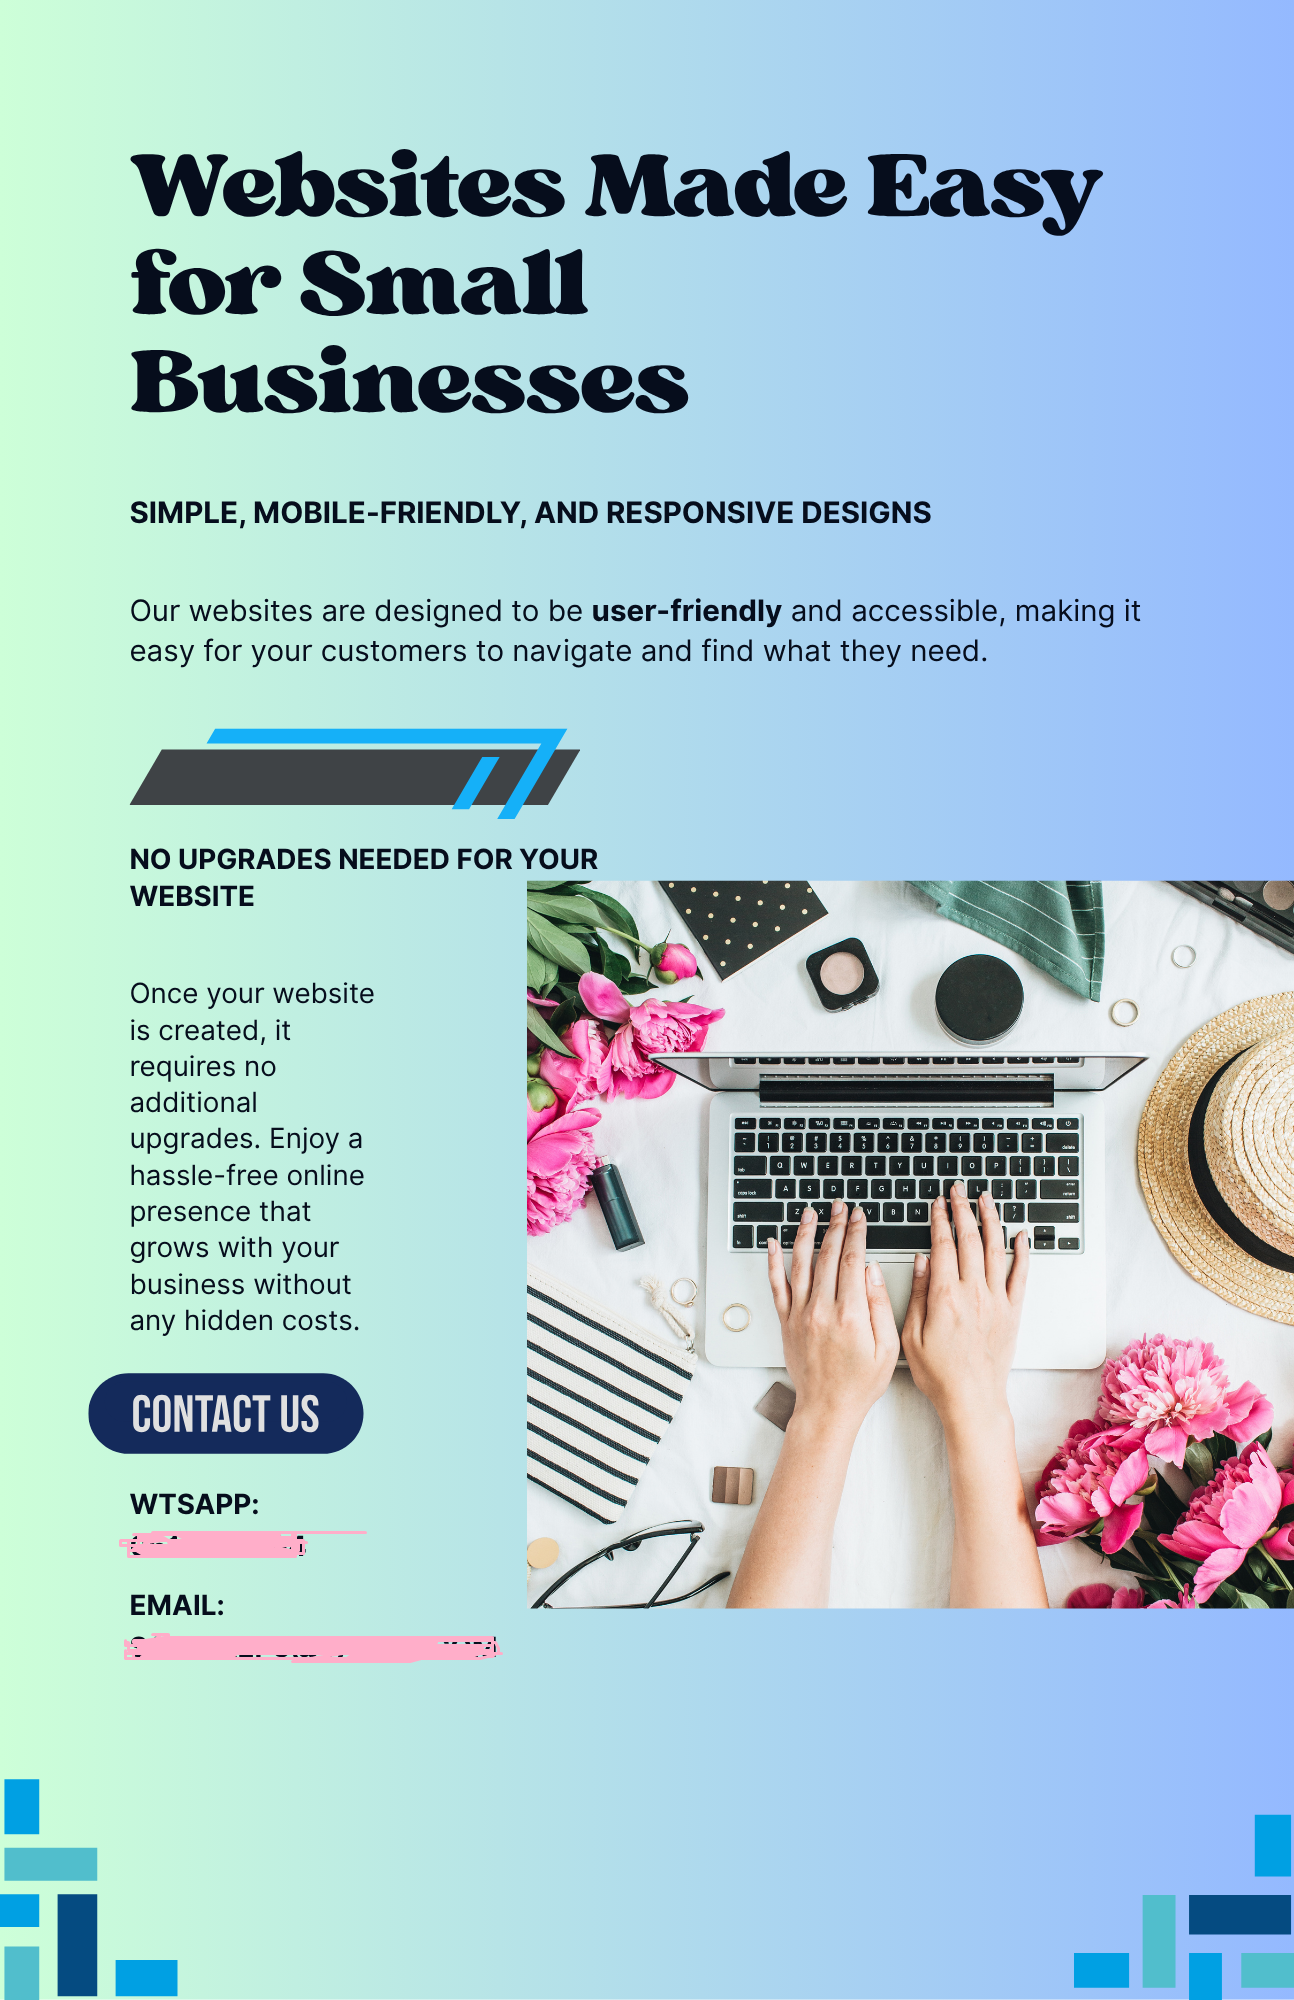 Websites Made Easy
for Small
Businesses
SIMPLE, MOBILE-FRIENDLY, AND RESPONSIVE DESIGNS
Our websites are designed to be user-friendly and accessible, making it
easy for your customers to navigate and find what they need.
NO UPGRADES NEEDED FOR YOUR
WEBSITE
Once your website
is created, it
requires no
additional
upgrades. Enjoy a
hassle-free online
presence that
grows with your
business without
any hidden costs.
CONTACT US
WTSAPP:
EMAIL: